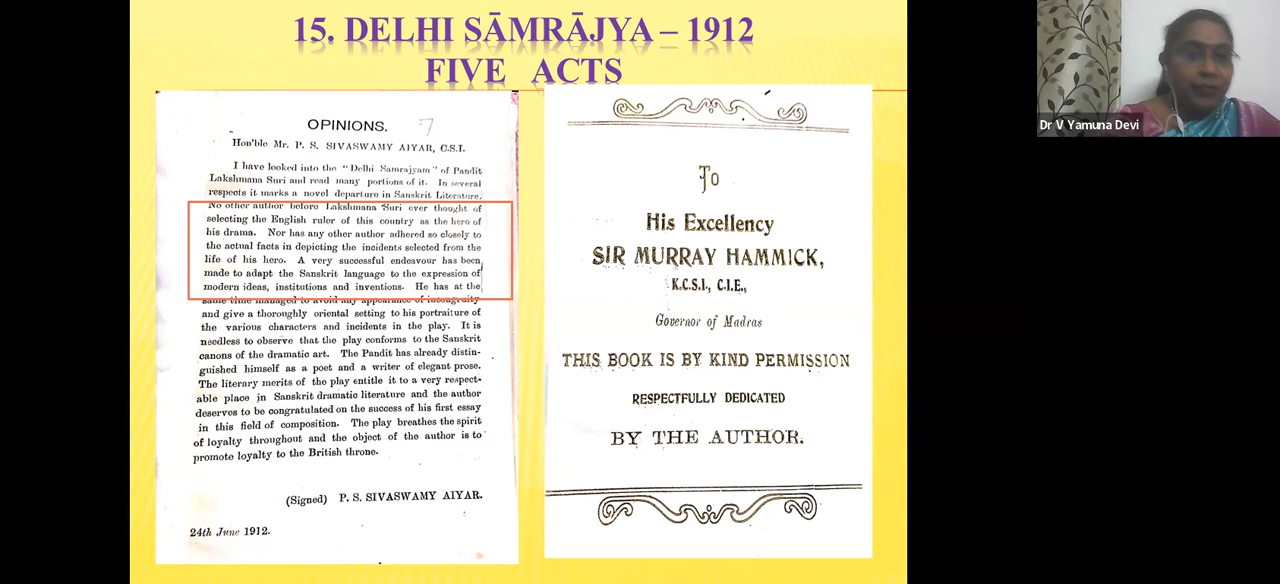 15. DELHI SĀMRĀJYA – 1912
FIVE ACTS
OPINIONS. 7
Hon'ble Mr. P. S. SIVASWAMY AIYAR, C.S.I.
I have looked into the "Delhi Samrajyam" of Pandit
Lakshmana Suri and read many portions of it. In several
respects it marks a novel departure in Sanskrit Literature.
No other author before Lakshmana Suri ever thought of
selecting the English ruler of this country as the hero of
his drama. Nor has any other author adhered so closely to
the actual facts in depicting the incidents selected from the
life of his hero. A very successful endeavour has been
made to adapt the Sanskrit language to the expression of
modern ideas, institutions and inventions. He has at the
same time managed to avoid any appearance of incongruity
and give a thoroughly oriental setting to his portraiture of
the various characters and incidents in the play. It is
needless to observe that the play conforms to the Sanskrit
canons of the dramatic art. The Pandit has already distin-
guished himself as a poet and a writer of elegant prose.
The literary merits of the play entitle it to a very respect-
able place in Sanskrit dramatic literature and the author
deserves to be congratulated on the success of his first essay
in this field of composition. The play breathes the spirit
of loyalty throughout and the object of the author is to
promote loyalty to the British throne.
(Signed) P. S. SIVASWAMY AIYAR.
24th June 1912.
To
His Excellency
SIR MURRAY HAMMICK,
K.C.S.I., C.I.E.,
Governor of Madras
THIS BOOK IS BY KIND PERMISSION
RESPECTFULLY DEDICATED
BY THE AUTHOR.
Dr V Yamuna Devi